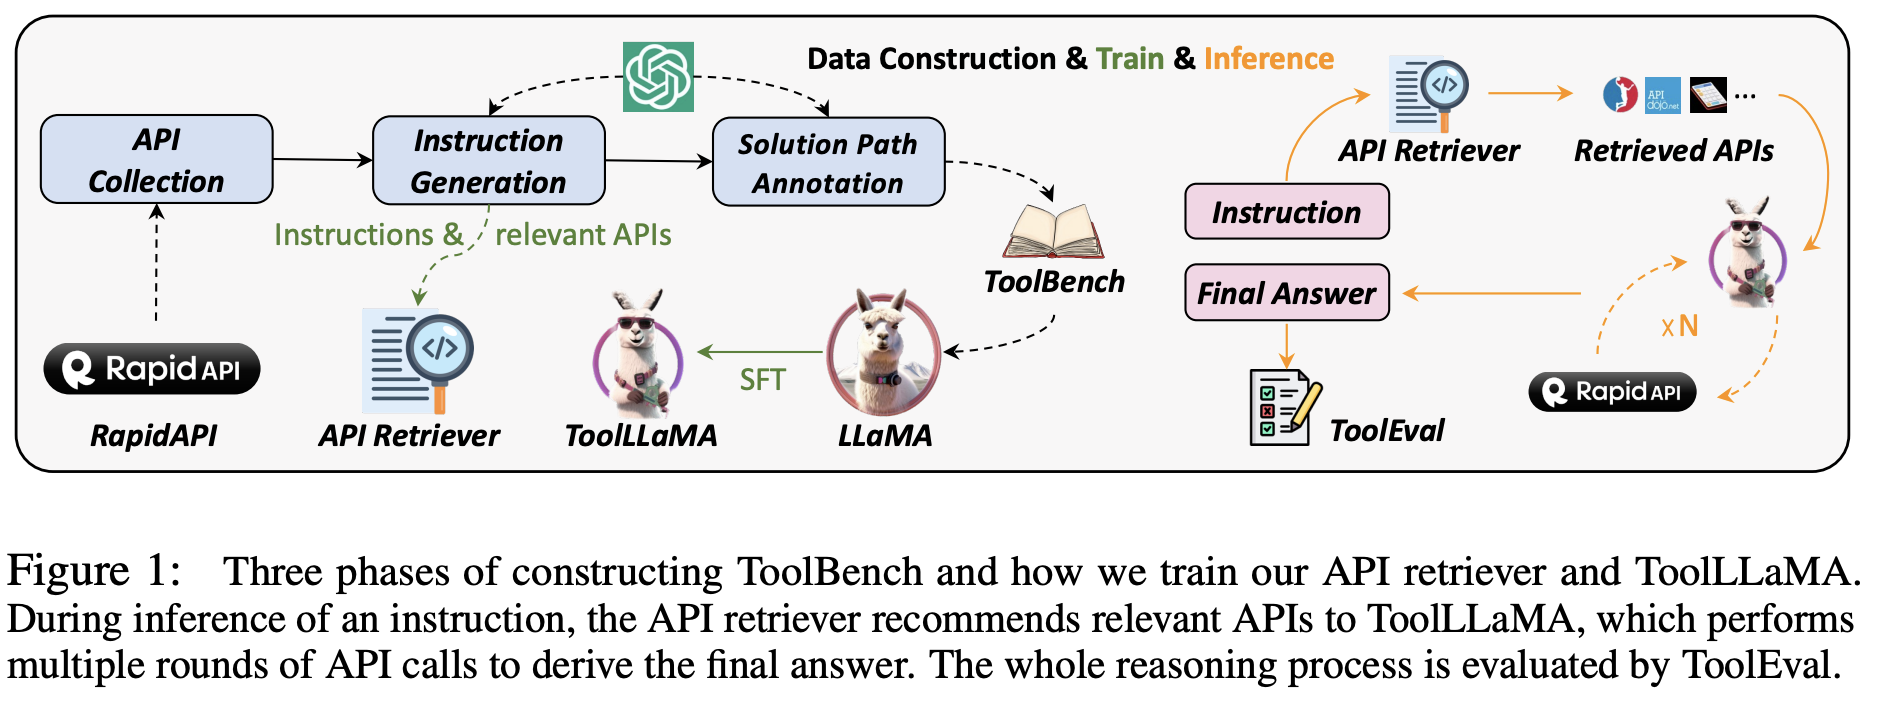 Data Construction & Train & Inference
API
Collection
Instruction
Generation
Solution Path
Annotation
Instructions & relevant APIs
RapidAPI
RapidAPI
API Retriever
SFT
ToolLLaMA
LLaMA
ToolBench
API Retriever
API
dojo.net
...
Retrieved APIs
Instruction
Final Answer
x N
RapidAPI
ToolEval
Figure 1: Three phases of constructing ToolBench and how we train our API retriever and ToolLLaMA.
During inference of an instruction, the API retriever recommends relevant APIs to ToolLLaMA, which performs
multiple rounds of API calls to derive the final answer. The whole reasoning process is evaluated by ToolEval.